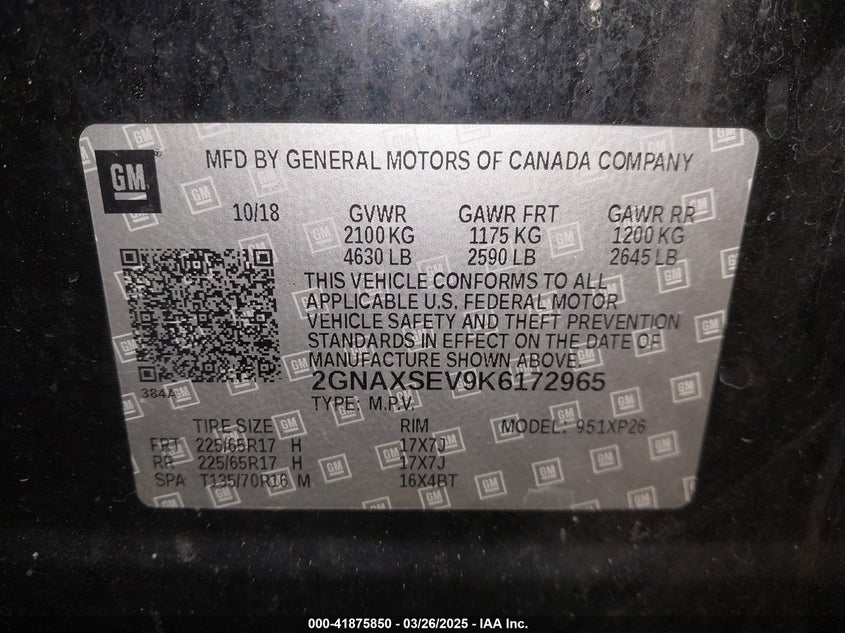 GM
MFD BY GENERAL MOTORS OF CANADA COMPANY
10/18 GVWR GAWR FRT GAWR RR
2100 KG 1175 KG 1200 KG
4630 LB 2590 LB 2645 LB
THIS VEHICLE CONFORMS TO ALL
APPLICABLE U.S. FEDERAL MOTOR
VEHICLE SAFETY AND THEFT PREVENTION
STANDARDS IN EFFECT ON THE DATE OF
MANUFACTURE SHOWN ABOVE
2GNAXSEV9K6172965
384A
TYPE: M.P.V.
TIRE SIZE RIM MODEL: 951XP26
FRT 225/65R17 H 17X7J
RR 225/65R17 H 17X7J
SPA T135/70R16 M 16X4BT
000-41875850 - 03/26/2025 - IAA Inc.